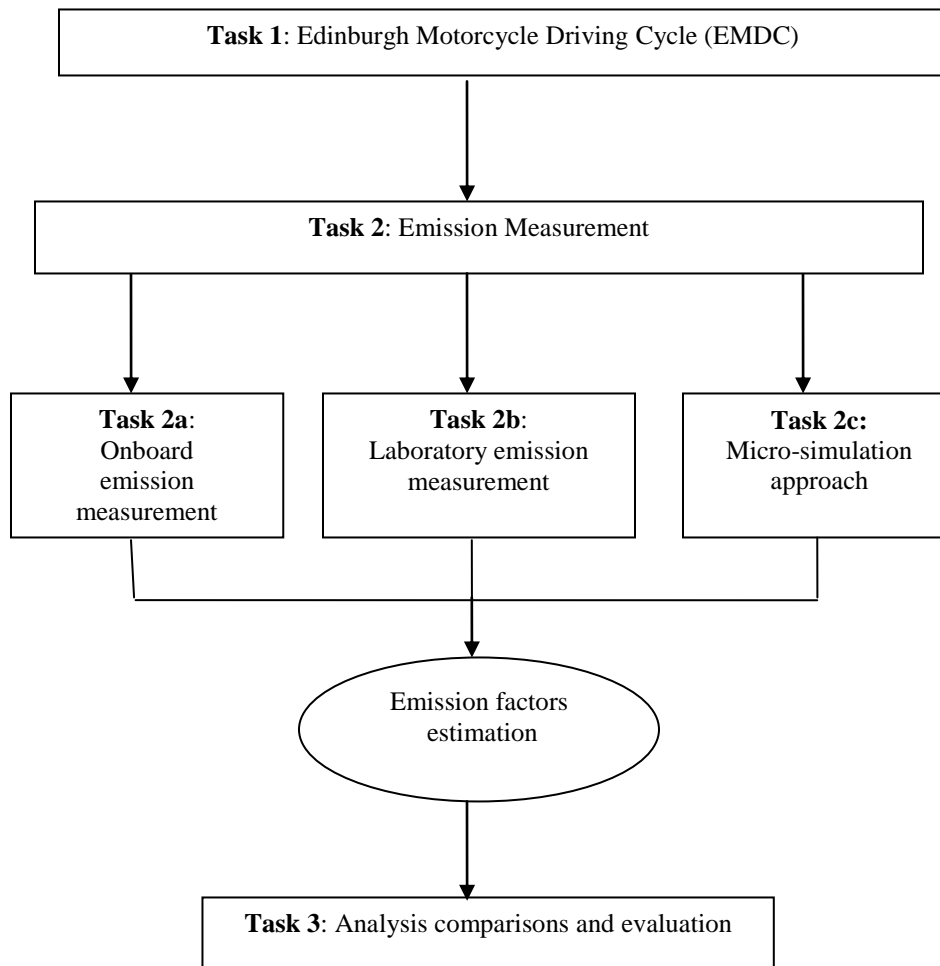 Task 1: Edinburgh Motorcycle Driving Cycle (EMDC)
Task 2: Emission Measurement
Task 2a:
Onboard
emission
measurement
Task 2b:
Laboratory emission
measurement
Task 2c:
Micro-simulation
approach
Emission factors
estimation
Task 3: Analysis comparisons and evaluation